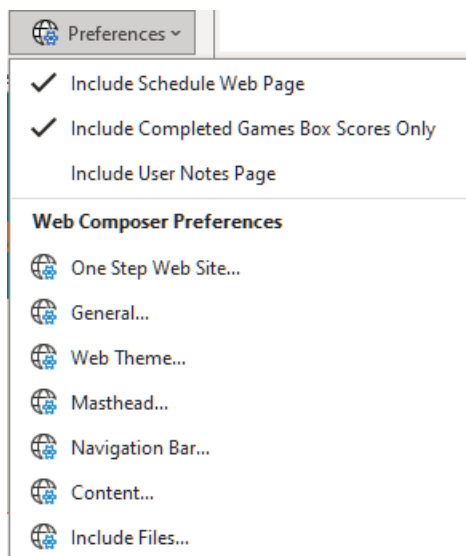 Preferences
Include Schedule Web Page
Include Completed Games Box Scores Only
Include User Notes Page
Web Composer Preferences
One Step Web Site...
General...
Web Theme...
Masthead...
Navigation Bar...
Content...
Include Files...